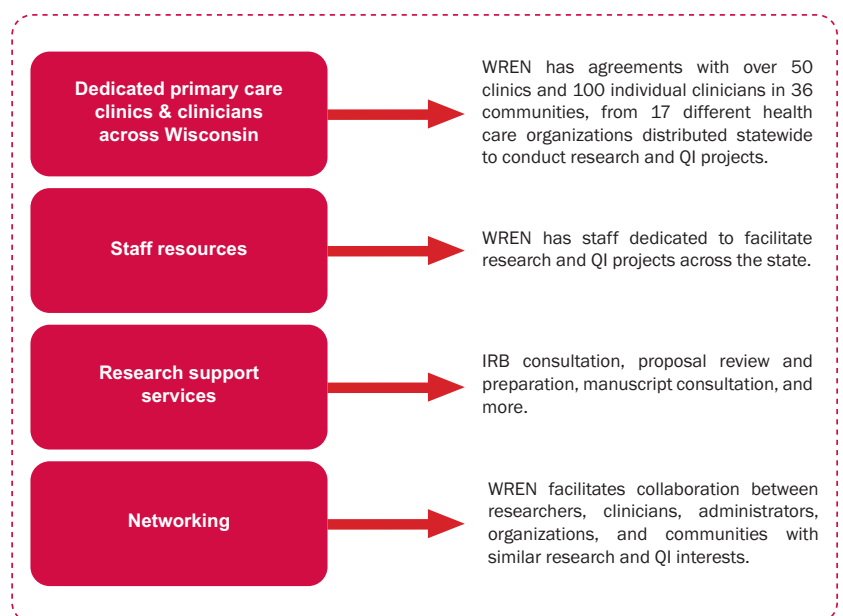 Dedicated primary care
clinics & clinicians
across Wisconsin
WREN has agreements with over 50
clinics and 100 individual clinicians in 36
communities, from 17 different health
care organizations distributed statewide
to conduct research and QI projects.
Staff resources
WREN has staff dedicated to facilitate
research and QI projects across the state.
Research support
services
IRB consultation, proposal review and
preparation, manuscript consultation, and
more.
Networking
WREN facilitates collaboration between
researchers, clinicians, administrators,
organizations, and communities with
similar research and QI interests.